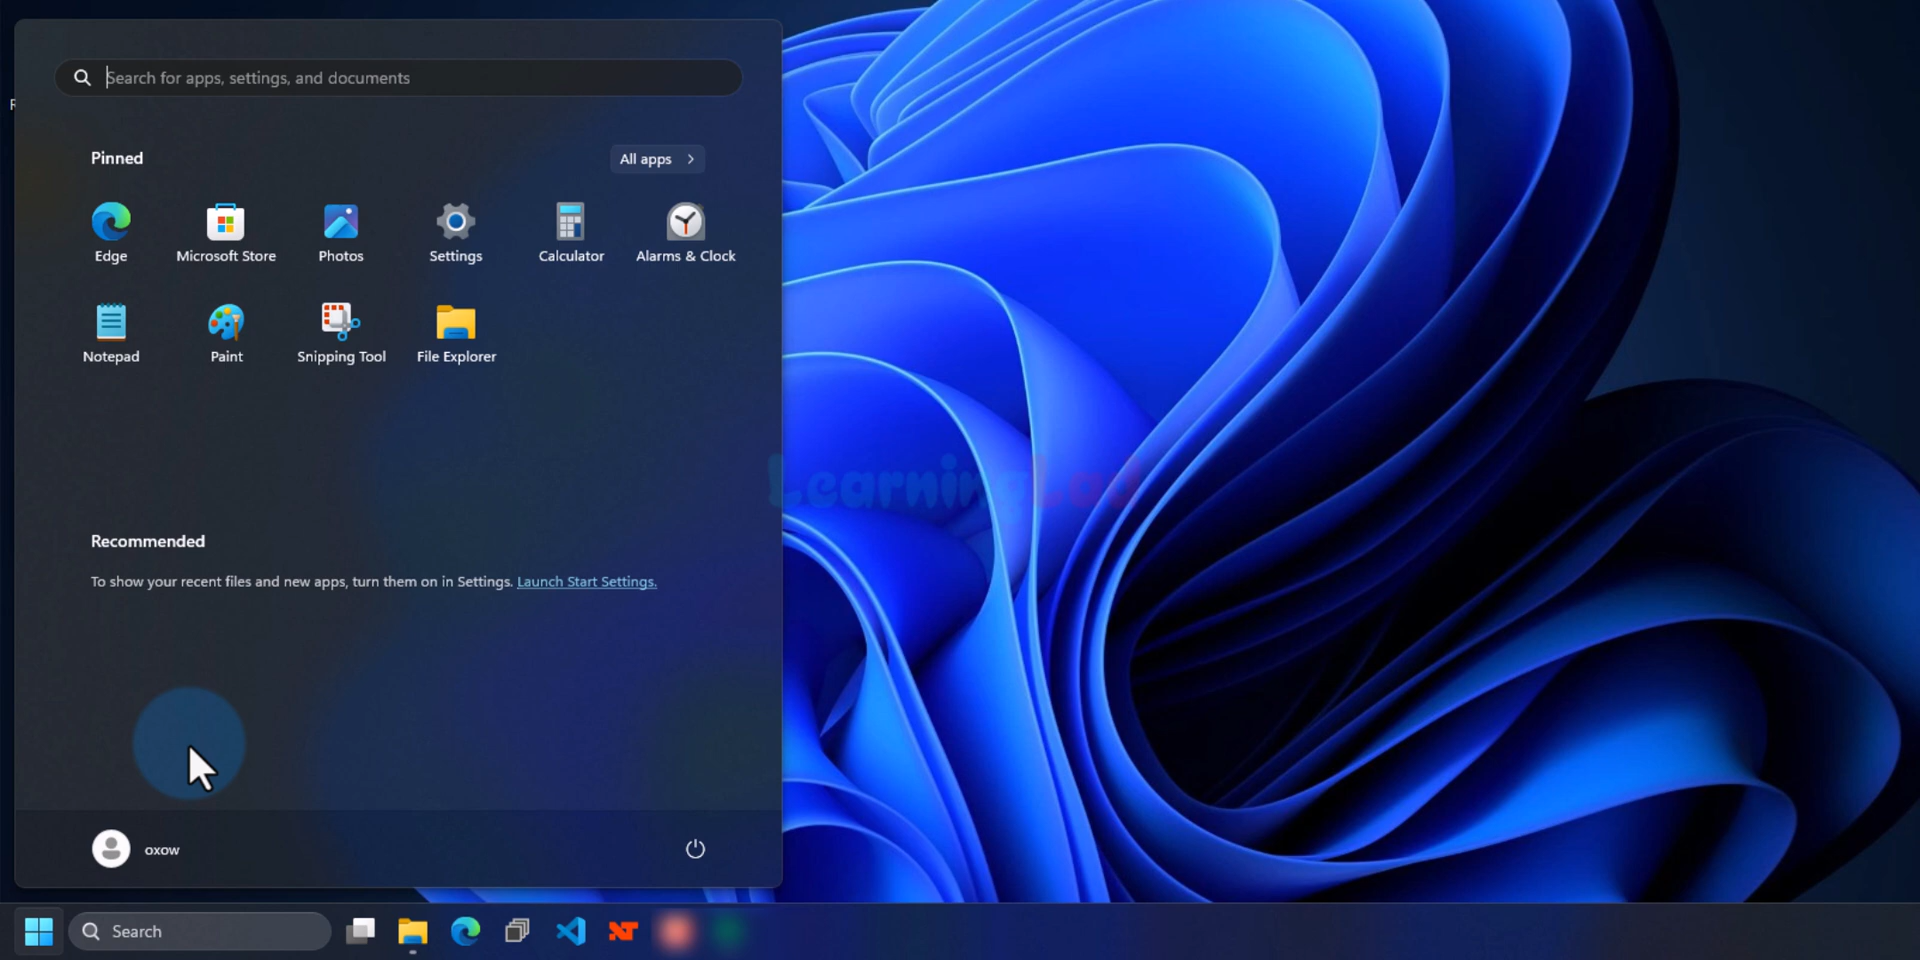 Search for apps, settings, and documents
R
Pinned
All apps
Edge
Microsoft Store
Photos
Settings
Calculator
Alarms & Clock
Notepad
Paint
Snipping Tool
File Explorer
LearningLad
Recommended
To show your recent files and new apps, turn them on in Settings. Launch Start Settings.
oxow
Search
NT